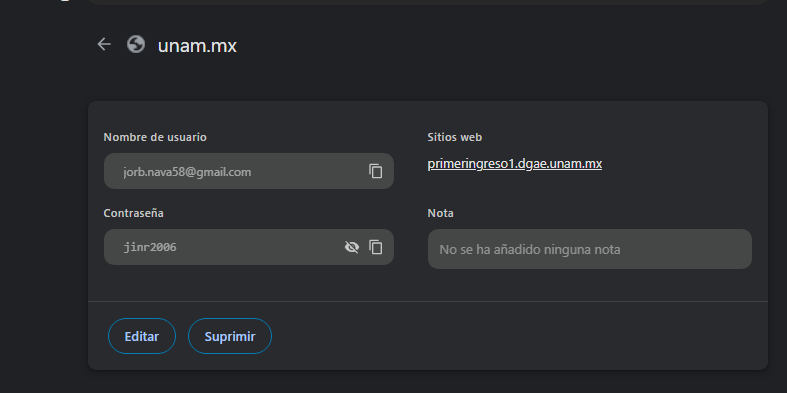 unam.mx
Nombre de usuario
jorb.nava58@gmail.com
Contraseña
jinr2006
Sitios web
primeringreso1.dgae.unam.mx
Nota
No se ha añadido ninguna nota
Editar
Suprimir